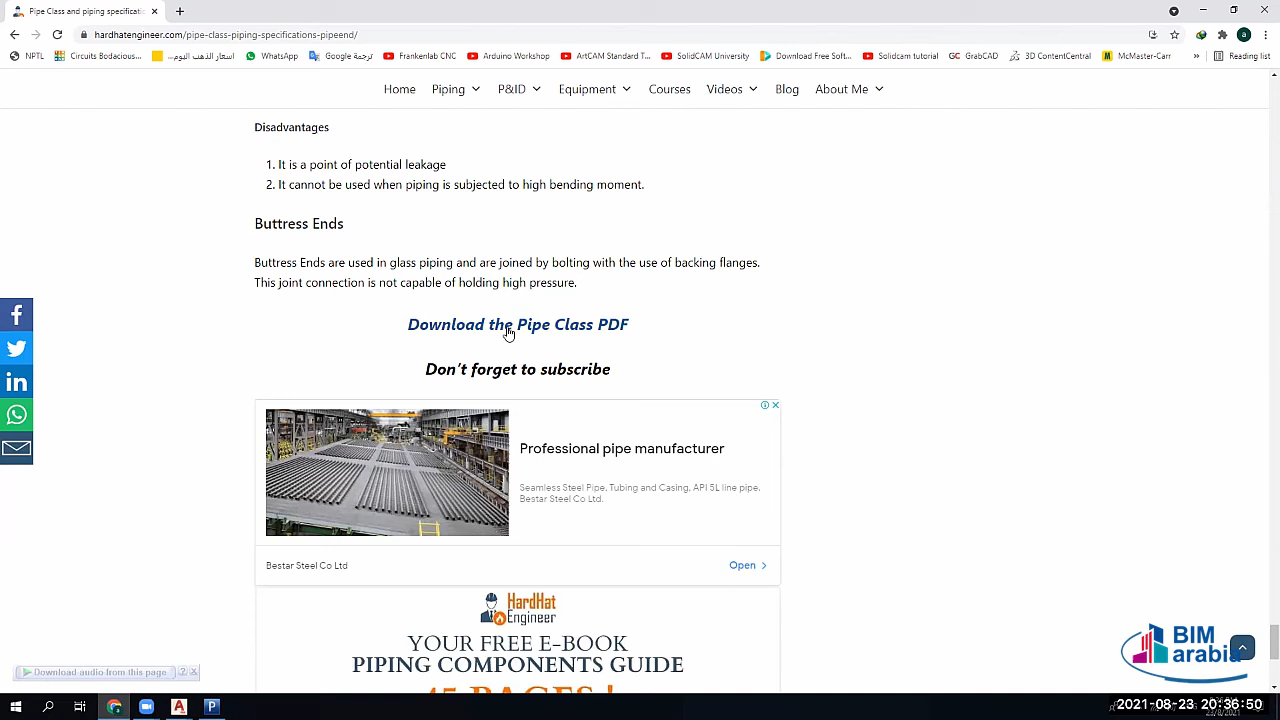 Pipe Class and piping specificatic
hardhatengineer.com/pipe-class-piping-specifications-pipeend/
NPTL
Circuits Bodacious...
اسعار الذهب اليوم...
WhatsApp
ترجمة Google
Frankenlab CNC
Arduino Workshop
ArtCAM Standard T...
SolidCAM University
Download Free Soft...
Solidcam tutorial
GC GrabCAD
3D ContentCentral
McMaster-Carr
»
Reading list
Home
Piping
P&ID
Equipment
Courses
Videos
Blog
About Me
Disadvantages
1. It is a point of potential leakage
2. It cannot be used when piping is subjected to high bending moment.
Buttress Ends
Buttress Ends are used in glass piping and are joined by bolting with the use of backing flanges.
This joint connection is not capable of holding high pressure.
Download the Pipe Class PDF
Don't forget to subscribe
Professional pipe manufacturer
Seamless Steel Pipe, Tubing and Casing, API 5L line pipe.
Bestar Steel Co Ltd.
Bestar Steel Co Ltd
Open
HardHat
Engineer
YOUR FREE E-BOOK
PIPING COMPONENTS GUIDE
45 PAGES !
BIM
arabia
Download audio from this page
?
X
2021-08-23 20:36:50